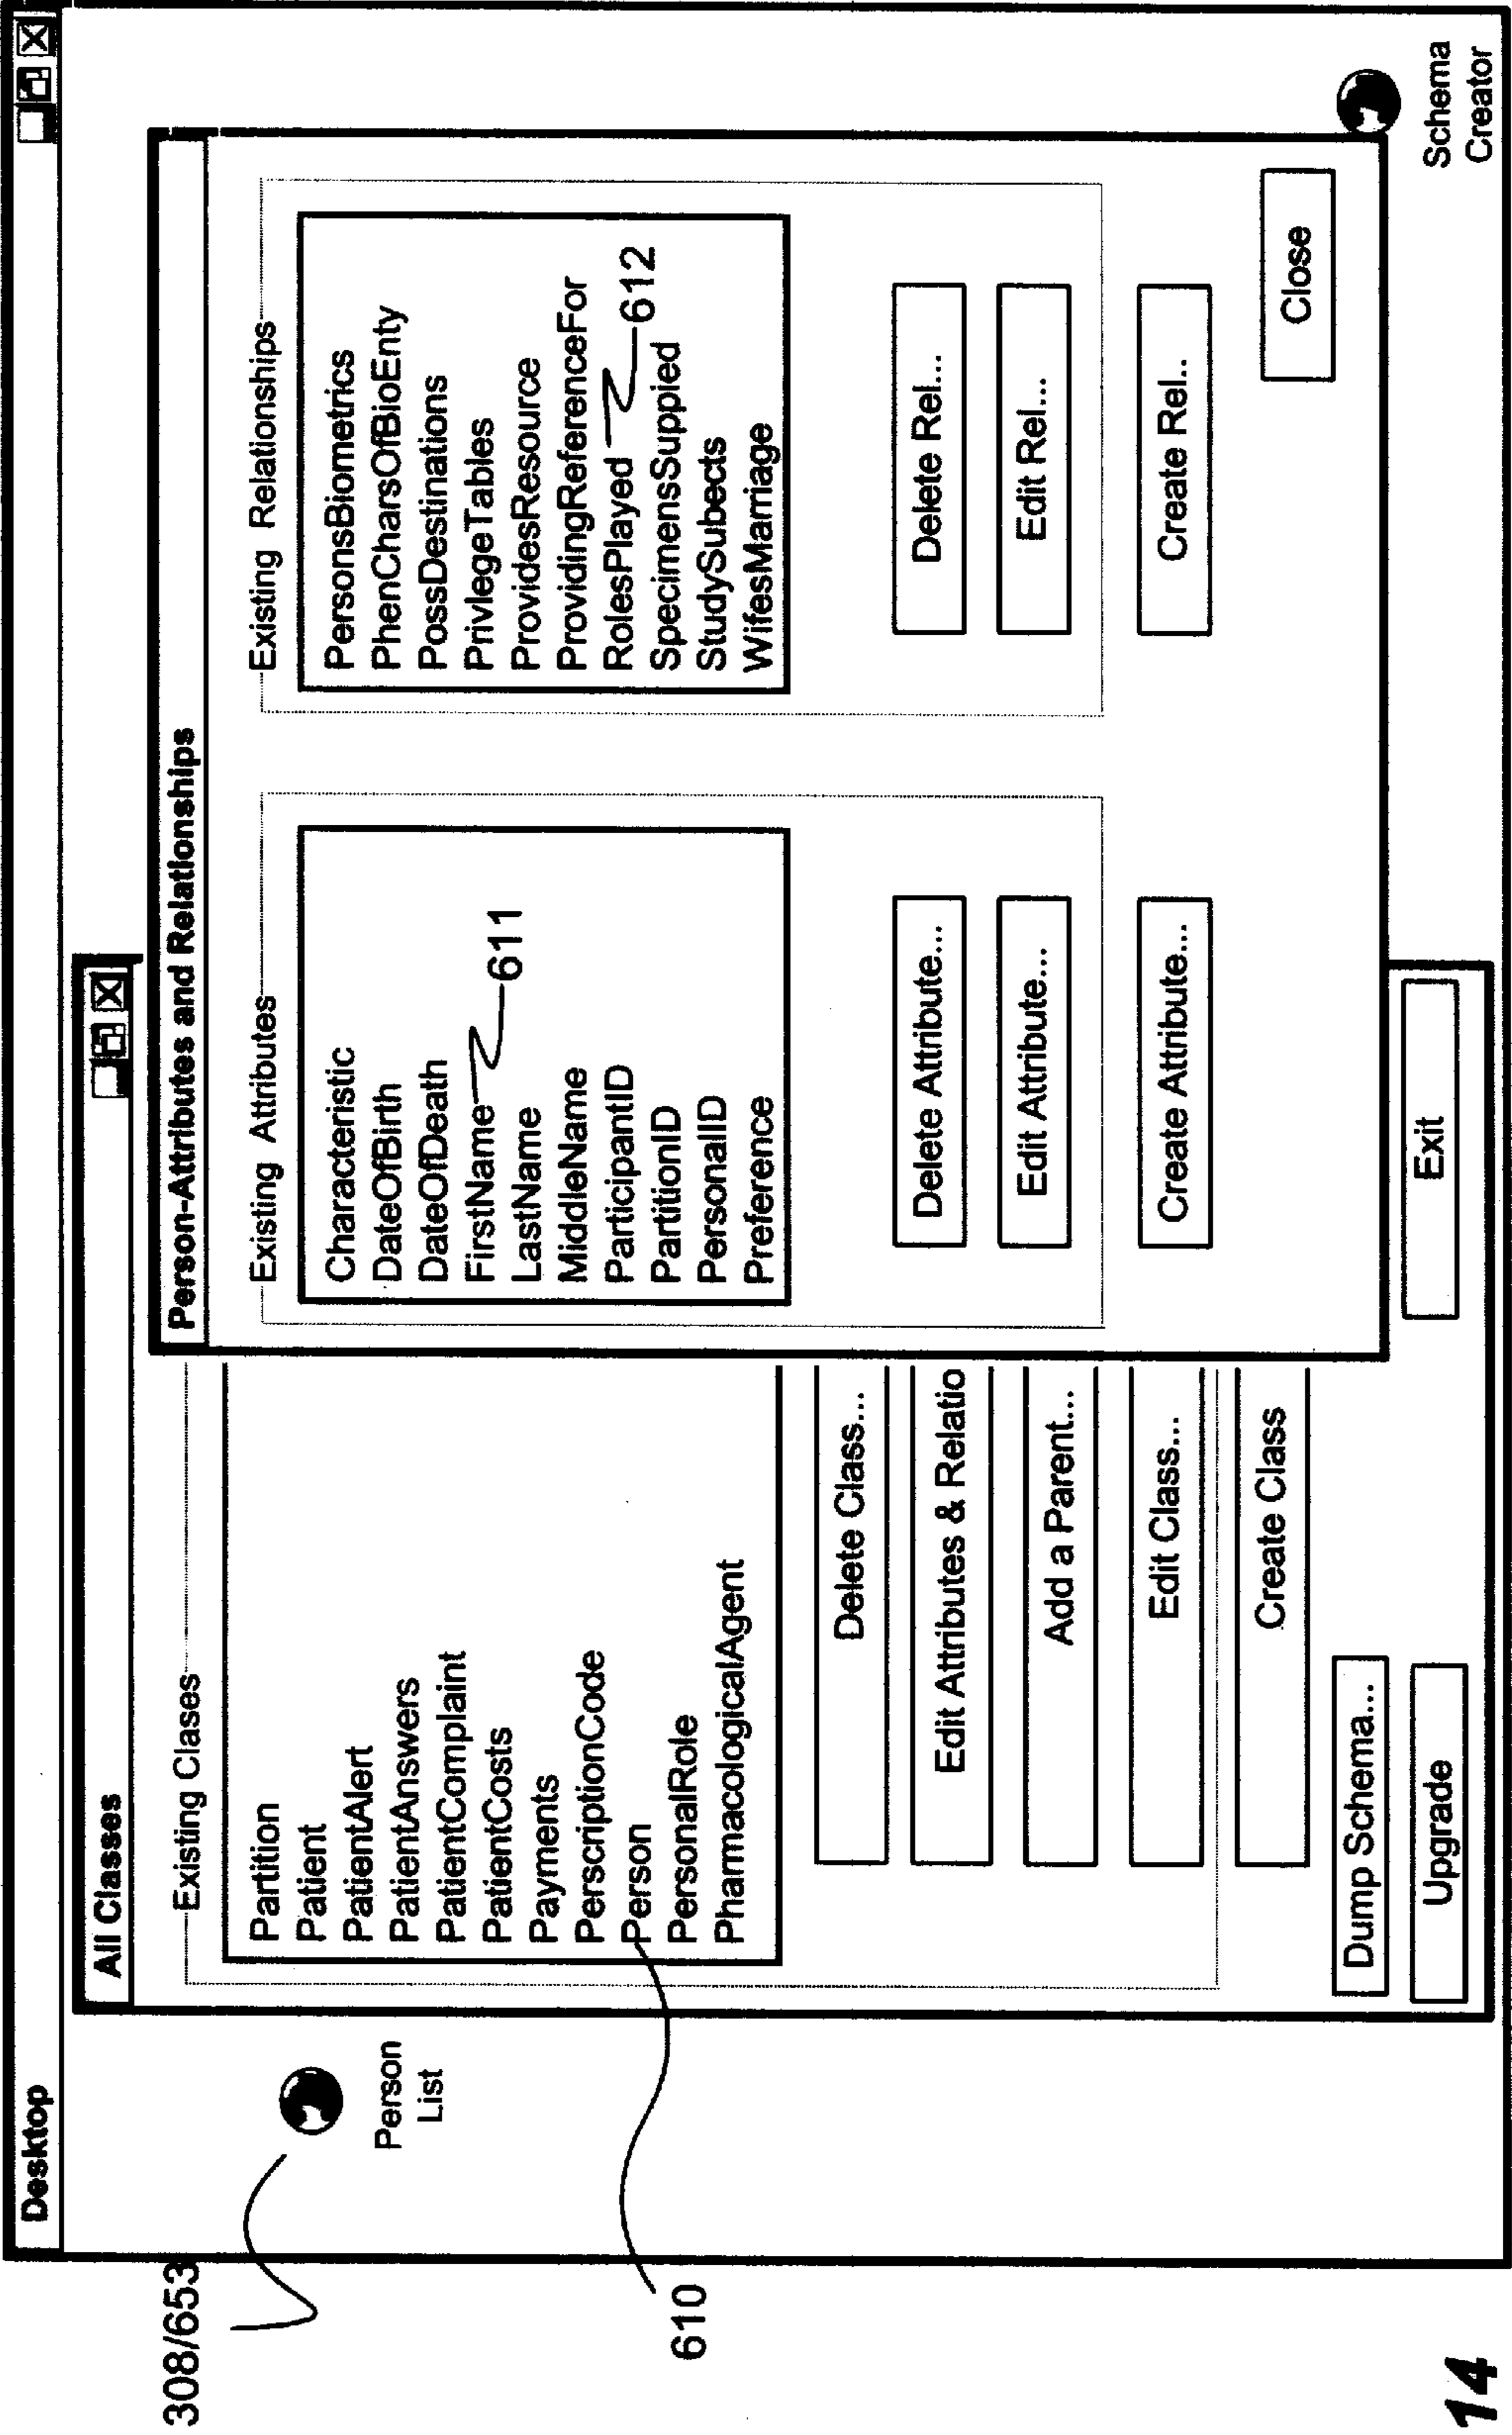 Desktop
308/653
Person
List
610
All Classes
Existing Clases
Partition
Patient
PatientAlert
PatientAnswers
PatientComplaint
PatientCosts
Payments
PerscriptionCode
Person
PersonalRole
PharmacologicalAgent
Delete Class...
Edit Attributes & Relatio
Add a Parent...
Edit Class...
Create Class
Dump Schema...
Upgrade
Exit
Person-Attributes and Relationships
Existing Attributes
Characteristic
DateOfBirth
DateOfDeath
FirstName 611
LastName
MiddleName
ParticipantID
PartitionID
PersonalID
Preference
Delete Attribute...
Edit Attribute...
Create Attribute...
Existing Relationships
PersonsBiometrics
PhenCharsOfBioEnty
PossDestinations
PrivlegeTables
ProvidesResource
ProvidingReferenceFor
RolesPlayed 612
SpecimensSuppied
StudySubects
WifesMarriage
Delete Rel...
Edit Rel...
Create Rel..
Close
Schema
Creator
14